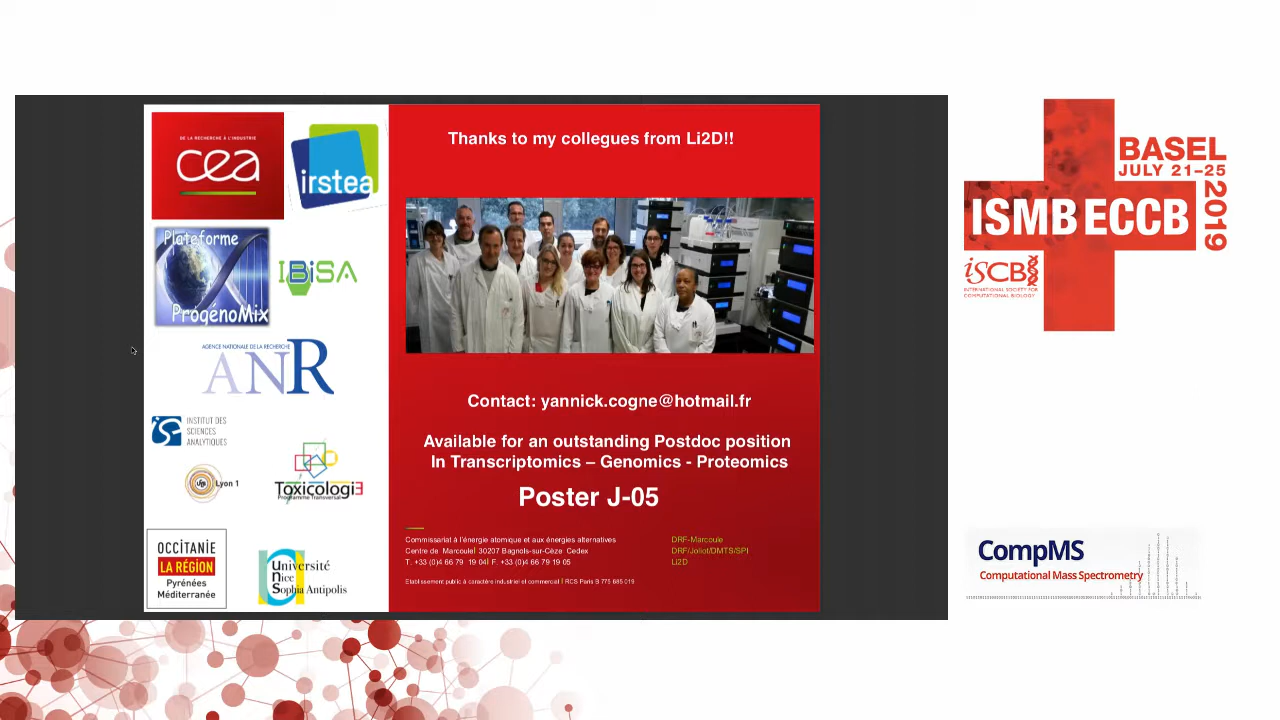 DE LA RECHERCHE À L'INDUSTRIE
cea
irstea
Plateforme
ProgénoMix
IBiSA
AGENCE NATIONALE DE LA RECHERCHE
ANR
INSTITUT DES
SCIENCES
ANALYTIQUES
Lyon 1
Toxicologi3
Programme Transversal
OCCITANIE
LA RÉGION
Pyrénées
Méditerranée
Université
Nice
Sophia Antipolis
Thanks to my collegues from Li2D!!
Contact: yannick.cogne@hotmail.fr
Available for an outstanding Postdoc position
In Transcriptomics – Genomics - Proteomics
Poster J-05
Commissariat à l'énergie atomique et aux énergies alternatives
Centre de Marcoule| 30207 Bagnols-sur-Cèze Cedex
T. +33 (0)4 66 79 19 04| F. +33 (0)4 66 79 19 05
Etablissement public à caractère industriel et commercial | RCS Paris B 775 685 019
DRF-Marcoule
DRF/Joliot/DMTS/SPI
Li2D
BASEL
JULY 21–25
2019
ISMB ECCB
ISCB
INTERNATIONAL SOCIETY FOR
COMPUTATIONAL BIOLOGY
CompMS
Computational Mass Spectrometry